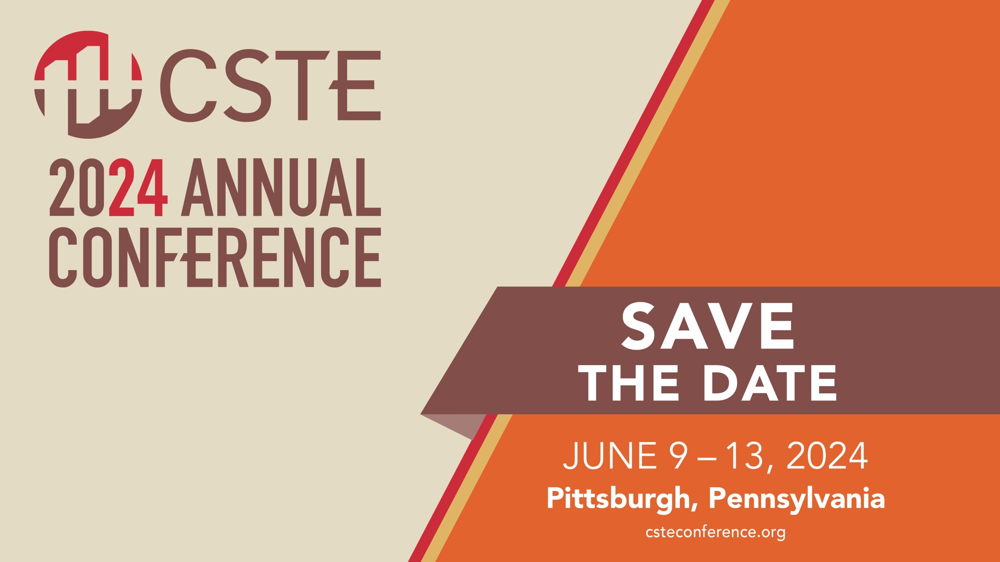 CSTE
2024 ANNUAL
CONFERENCE
SAVE
THE DATE
JUNE 9 – 13, 2024
Pittsburgh, Pennsylvania
csteconference.org